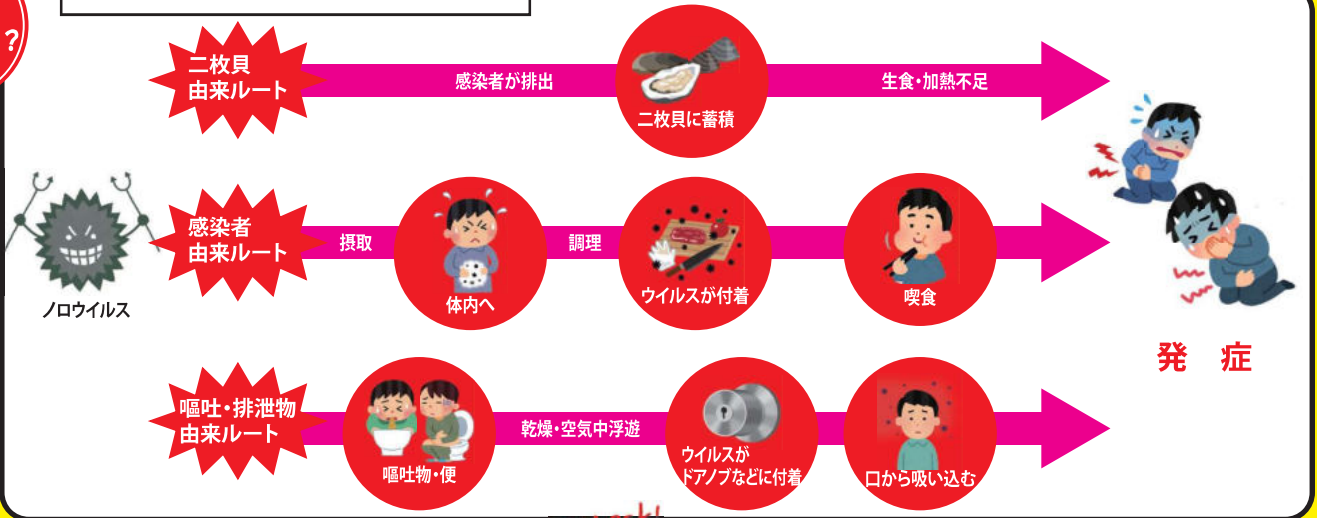 ?
二枚貝
由来ルート
感染者が排出
二枚貝に蓄積
生食・加熱不足
ノロウイルス
感染者
由来ルート
摂取
体内へ
調理
ウイルスが付着
喫食
発 症
嘔吐・排泄物
由来ルート
嘔吐物・便
乾燥・空気中浮遊
ウイルスが
ドアノブなどに付着
口から吸い込む